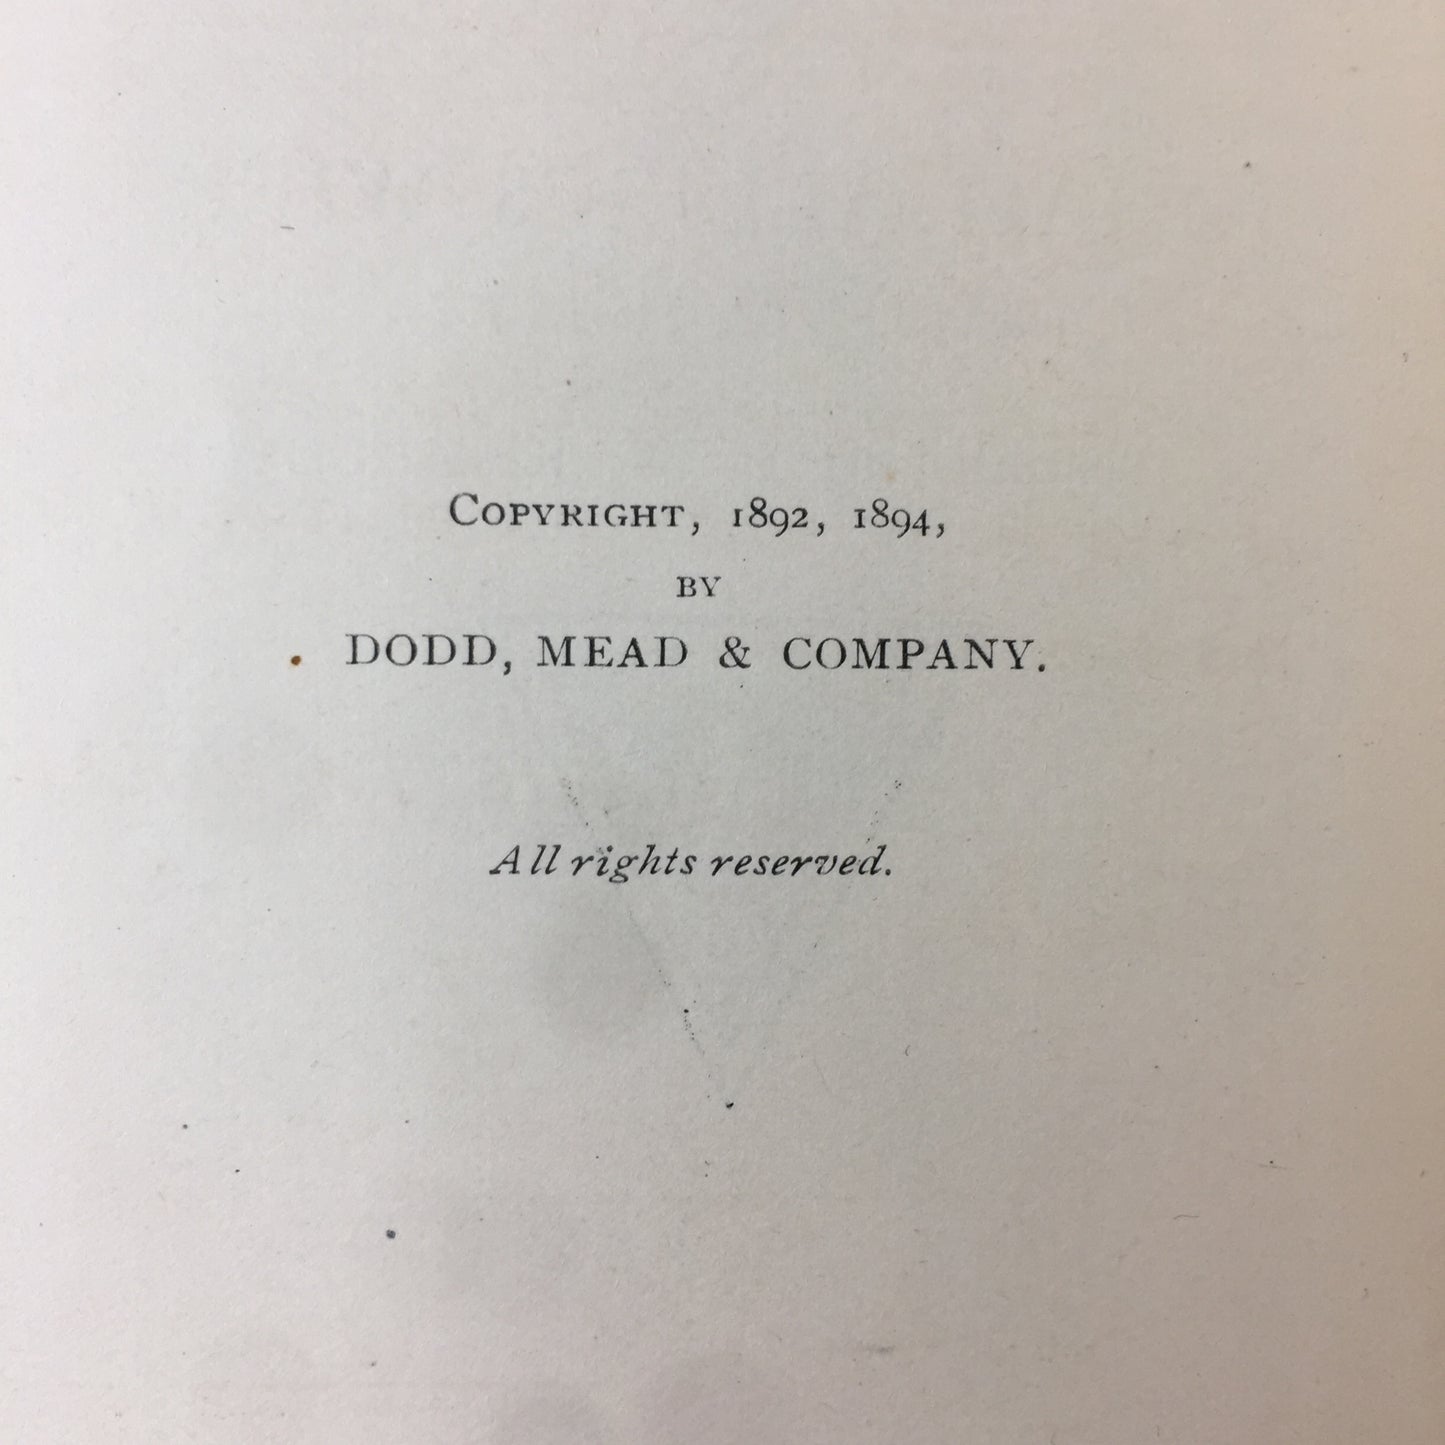 COPYRIGHT, 1892, 1894,
BY
DODD, MEAD & COMPANY.
All rights reserved.